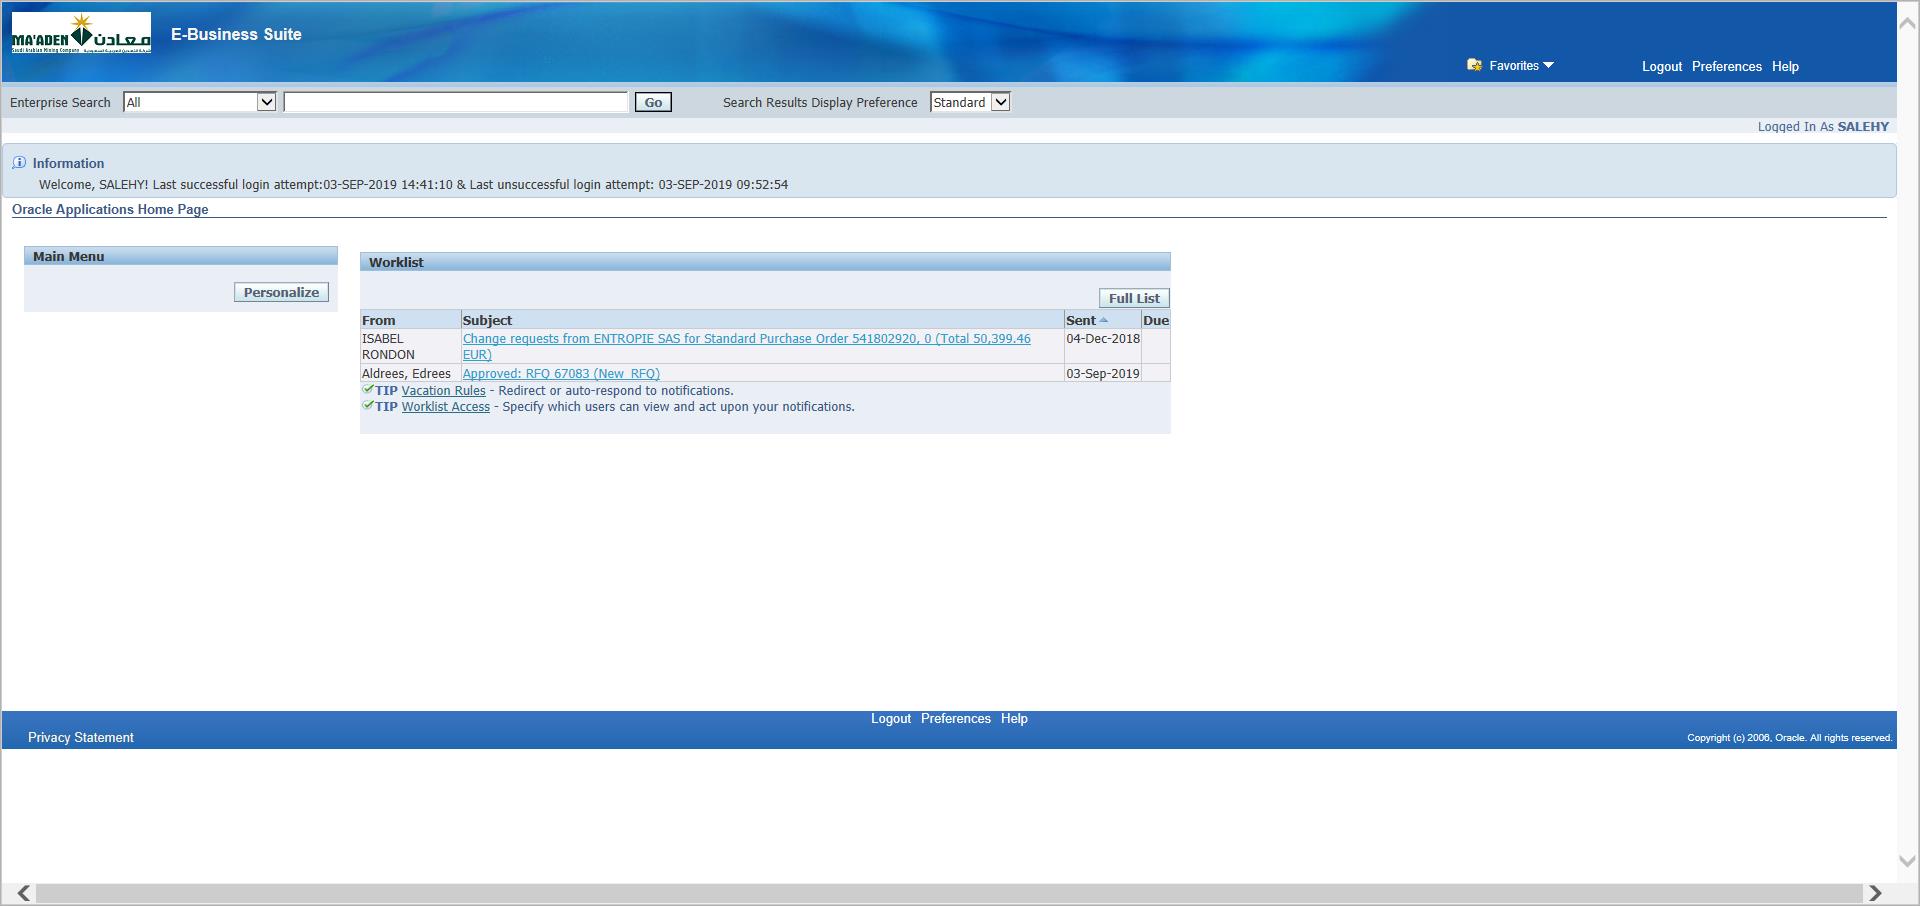 MA'ADEN معادن
Saudi Arabian Mining Company شركة التعدين العربية السعودية
E-Business Suite
Favorites
Logout Preferences Help
Enterprise Search All Go Search Results Display Preference Standard
Logged In As SALEHY
Information
Welcome, SALEHY! Last successful login attempt:03-SEP-2019 14:41:10 & Last unsuccessful login attempt: 03-SEP-2019 09:52:54
Oracle Applications Home Page
Main Menu
Personalize
Worklist
Full List
From Subject Sent Due
ISABEL RONDON Change requests from ENTROPIE SAS for Standard Purchase Order 541802920, 0 (Total 50,399.46 EUR) 04-Dec-2018
Aldrees, Edrees Approved: RFQ 67083 (New_RFQ) 03-Sep-2019
TIP Vacation Rules - Redirect or auto-respond to notifications.
TIP Worklist Access - Specify which users can view and act upon your notifications.
Logout Preferences Help
Privacy Statement
Copyright (c) 2006, Oracle. All rights reserved.